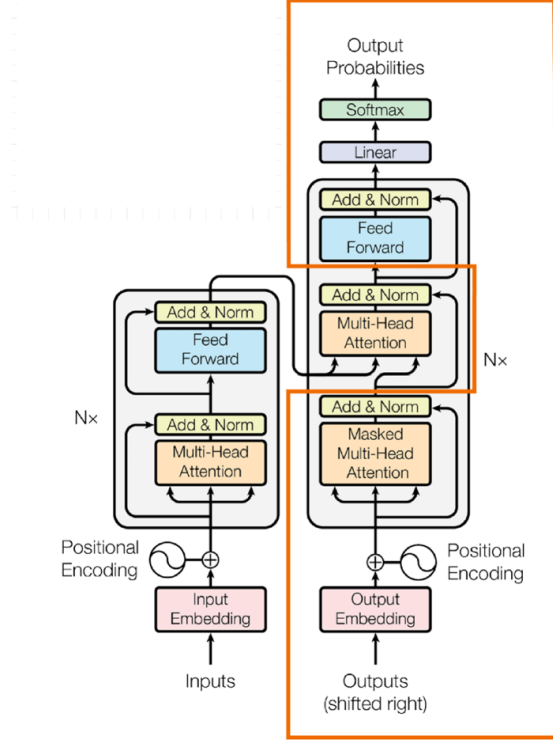 Output
Probabilities
Softmax
Linear
Add & Norm
Feed
Forward
Add & Norm
Multi-Head
Attention
Nx
Add & Norm
Masked
Multi-Head
Attention
Positional
Encoding
Output
Embedding
Outputs
(shifted right)
Add & Norm
Feed
Forward
Nx
Add & Norm
Multi-Head
Attention
Positional
Encoding
Input
Embedding
Inputs